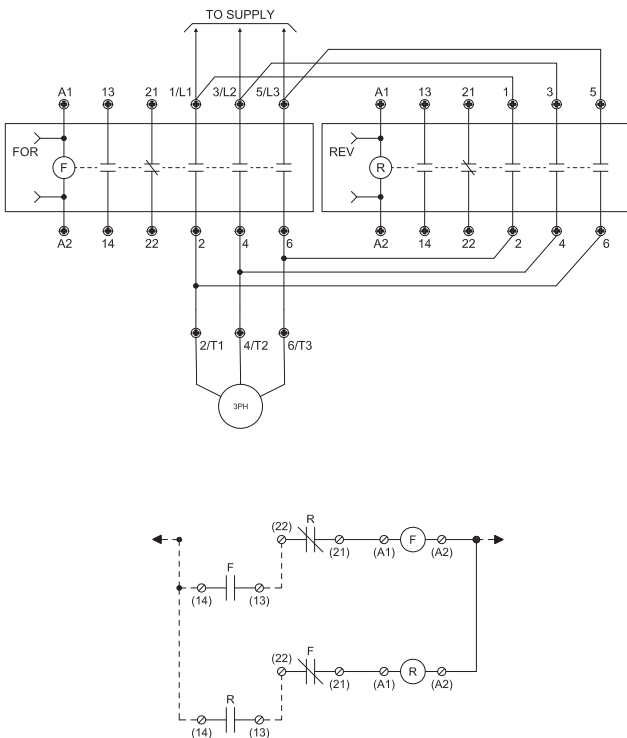 TO SUPPLY
A1 13 21 1/L1 3/L2 5/L3 A1 13 21 1 3 5
FOR REV
F R
A2 14 22 2 4 6 A2 14 22 2 4 6
2/T1 4/T2 6/T3
3PH
R
(22)
F
(21) (A1) (A2)
F
(14) (13)
F
(22)
R
(21) (A1) (A2)
R
(14) (13)